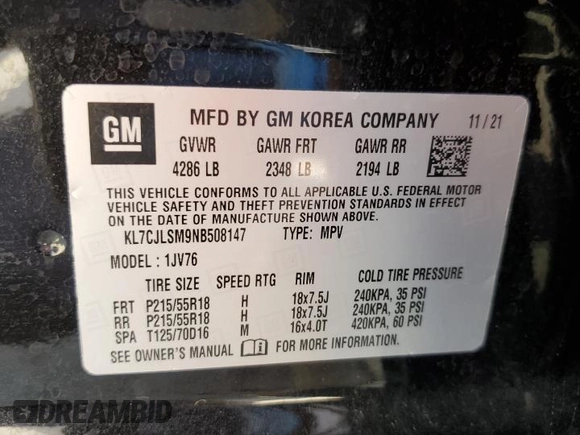 GM
MFD BY GM KOREA COMPANY 11/21
GVWR GAWR FRT GAWR RR
4286 LB 2348 LB 2194 LB
THIS VEHICLE CONFORMS TO ALL APPLICABLE U.S. FEDERAL MOTOR
VEHICLE SAFETY AND THEFT PREVENTION STANDARDS IN EFFECT
ON THE DATE OF MANUFACTURE SHOWN ABOVE.
KL7CJLSM9NB508147 TYPE: MPV
MODEL : 1JV76
TIRE SIZE SPEED RTG RIM COLD TIRE PRESSURE
FRT P215/55R18 H 18x7.5J 240KPA, 35 PSI
RR P215/55R18 H 18x7.5J 240KPA, 35 PSI
SPA T125/70D16 M 16x4.0T 420KPA, 60 PSI
SEE OWNER'S MANUAL FOR MORE INFORMATION.
DREAMBID